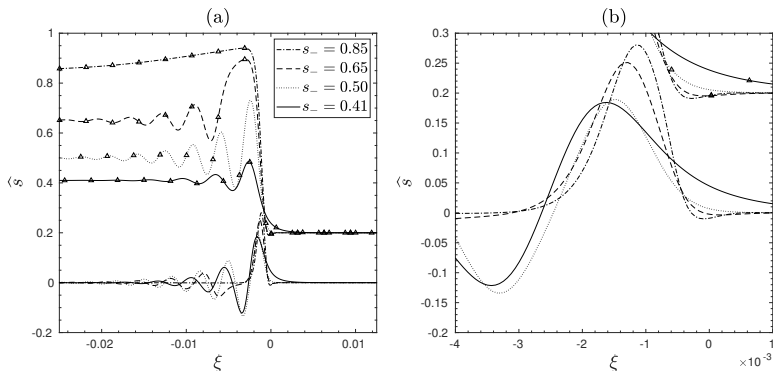 (a)
1
0.8
0.6
0.4
0.2
0
-0.2
ŝ
-0.02
-0.01
0
0.01
ξ
s₋ = 0.85
s₋ = 0.65
s₋ = 0.50
s₋ = 0.41
(b)
0.3
0.25
0.2
0.15
0.1
0.05
0
-0.05
-0.1
-0.15
-0.2
ŝ
-4
-3
-2
-1
0
1
×10⁻³
ξ